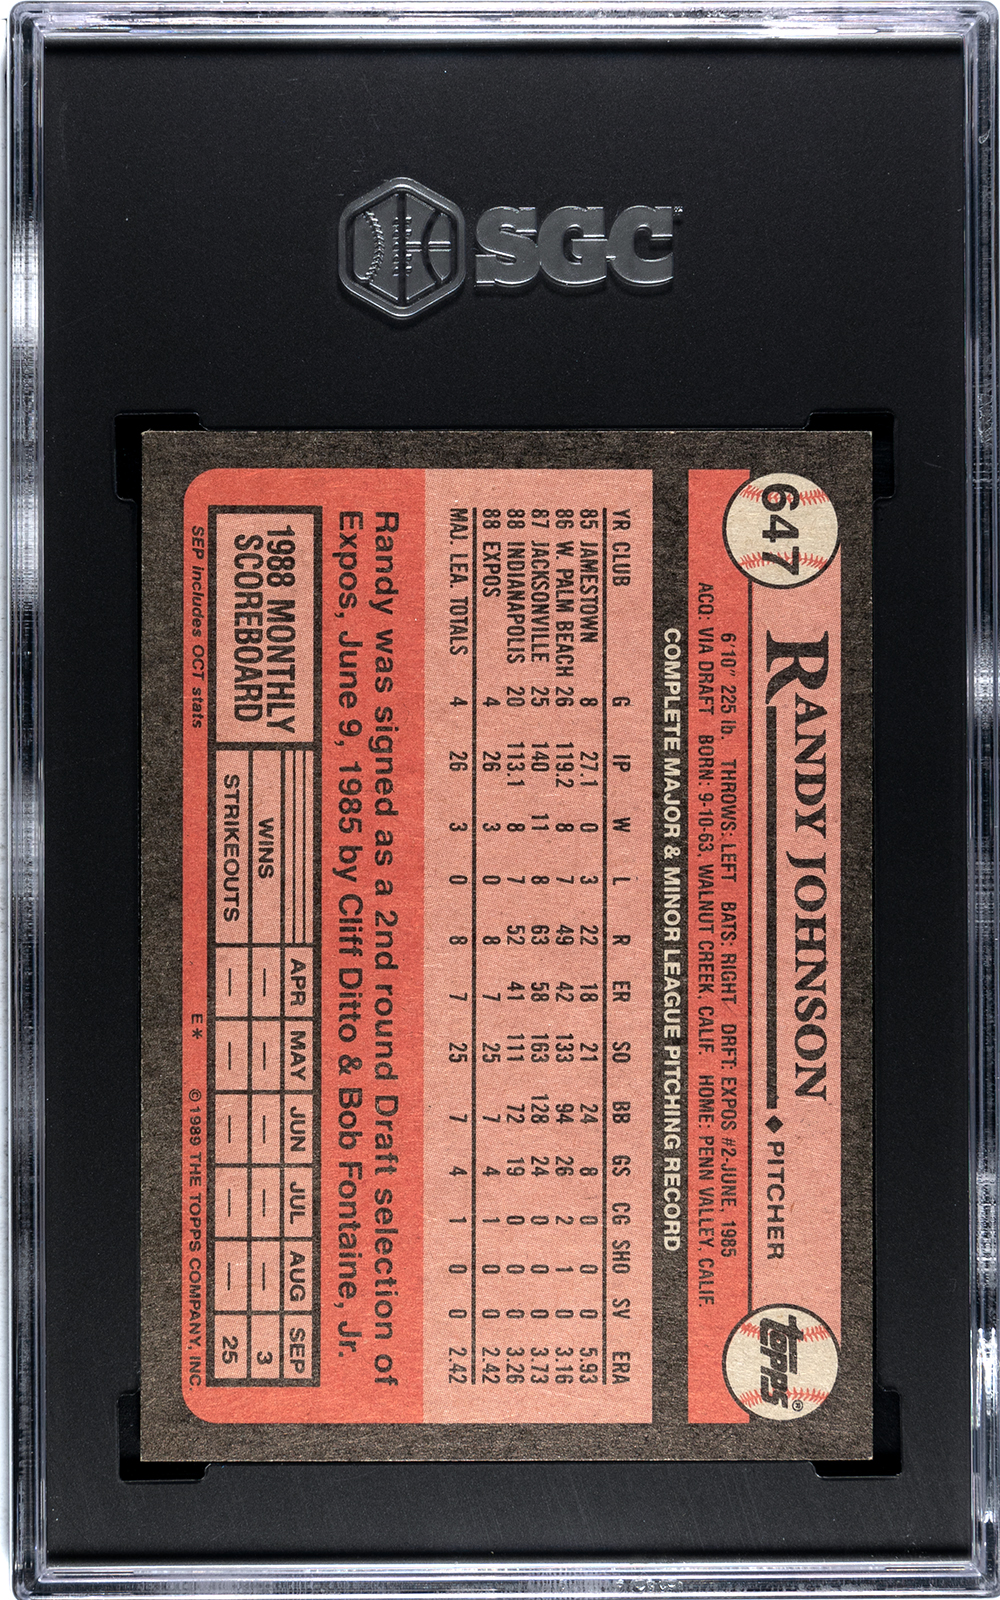 SGC
647
RANDY JOHNSON ◆ PITCHER
topps®
6'10" 225 lb. THROWS: LEFT BATS: RIGHT DRFT: EXPOS #2-JUNE, 1985
ACQ: VIA DRAFT BORN: 9-10-63, WALNUT CREEK, CALIF. HOME: PENN VALLEY, CALIF.
COMPLETE MAJOR & MINOR LEAGUE PITCHING RECORD
YR CLUB G IP W L R ER SO BB GS CG SHO SV ERA
85 JAMESTOWN 8 27.1 0 3 22 18 21 24 8 0 0 0 5.93
86 W. PALM BEACH 26 119.2 8 7 49 42 133 94 26 2 1 0 3.16
87 JACKSONVILLE 25 140 11 8 63 58 163 128 24 0 0 0 3.73
88 INDIANAPOLIS 20 113.1 8 7 52 41 111 72 19 0 0 0 3.26
88 EXPOS 4 26 3 0 8 7 25 7 4 1 0 0 2.42
MAJ. LEA. TOTALS 4 26 3 0 8 7 25 7 4 1 0 0 2.42
Randy was signed as a 2nd round Draft selection of
Expos, June 9, 1985 by Cliff Ditto & Bob Fontaine, Jr.
1988 MONTHLY
SCOREBOARD
APR MAY JUN JUL AUG SEP
WINS — — — — — 3
STRIKEOUTS — — — — — 25
SEP includes OCT stats E* ©1989 THE TOPPS COMPANY, INC.